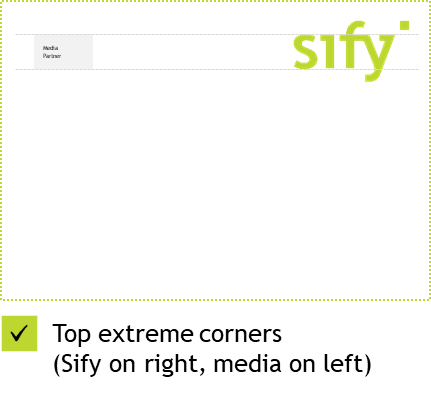 Media
Partner
sify
Top extreme corners
(Sify on right, media on left)